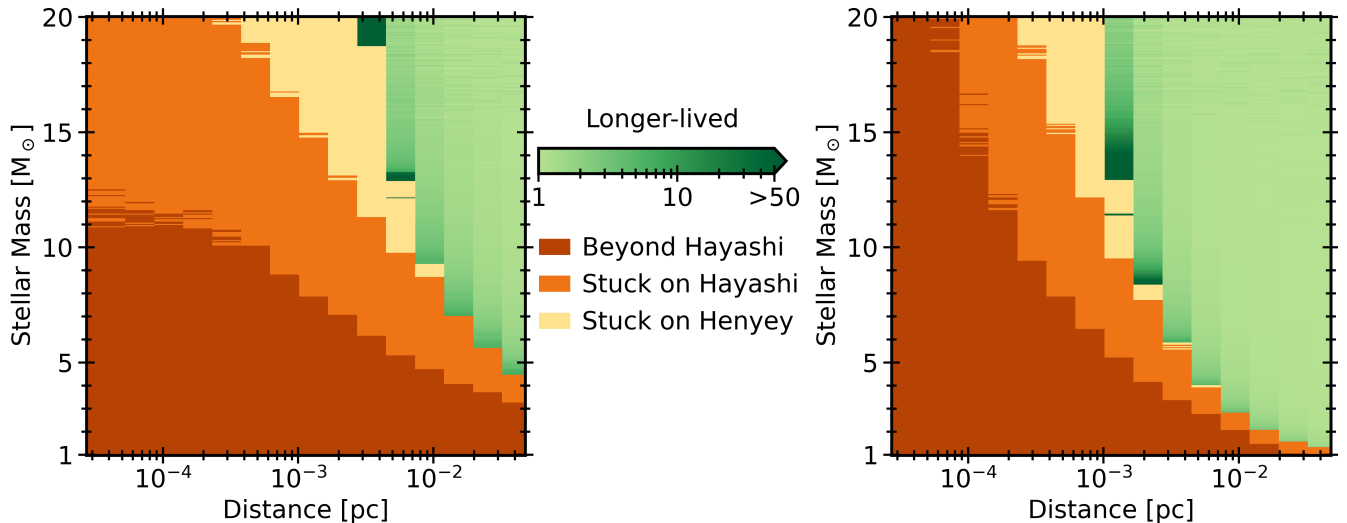 20
15
10
5
1
Stellar Mass [M⊙]
10⁻⁴ 10⁻³ 10⁻²
Distance [pc]
Longer-lived
1 10 >50
Beyond Hayashi
Stuck on Hayashi
Stuck on Henyey
20
15
10
5
1
Stellar Mass [M⊙]
10⁻⁴ 10⁻³ 10⁻²
Distance [pc]